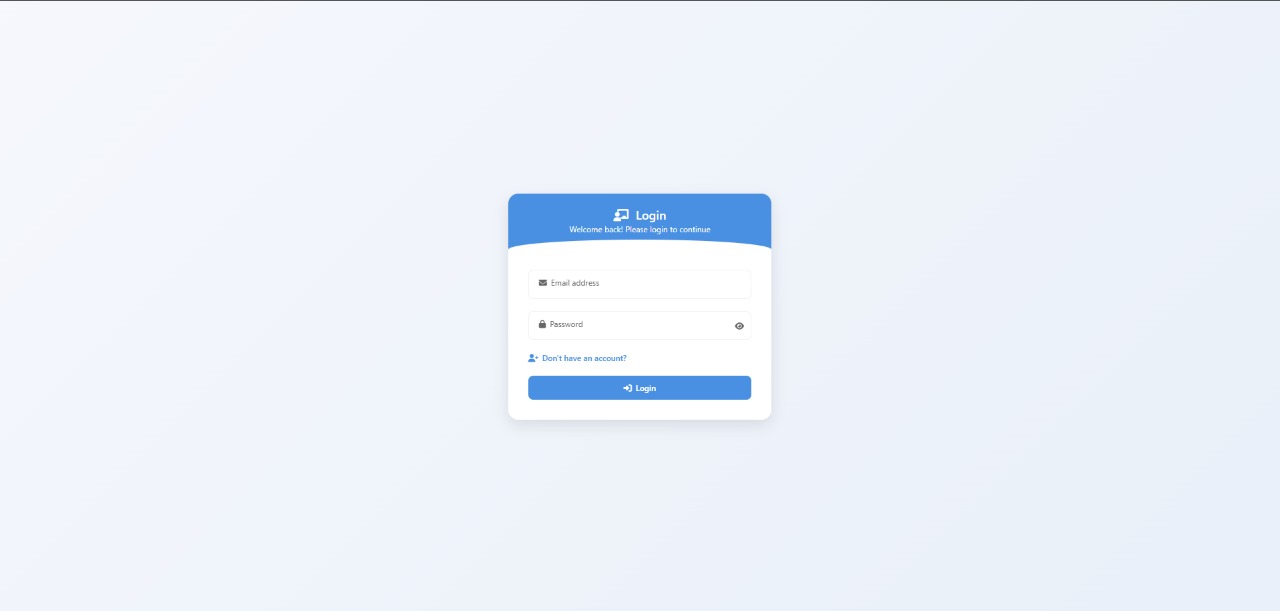 Login
Welcome back! Please login to continue
Email address
Password
Don't have an account?
Login